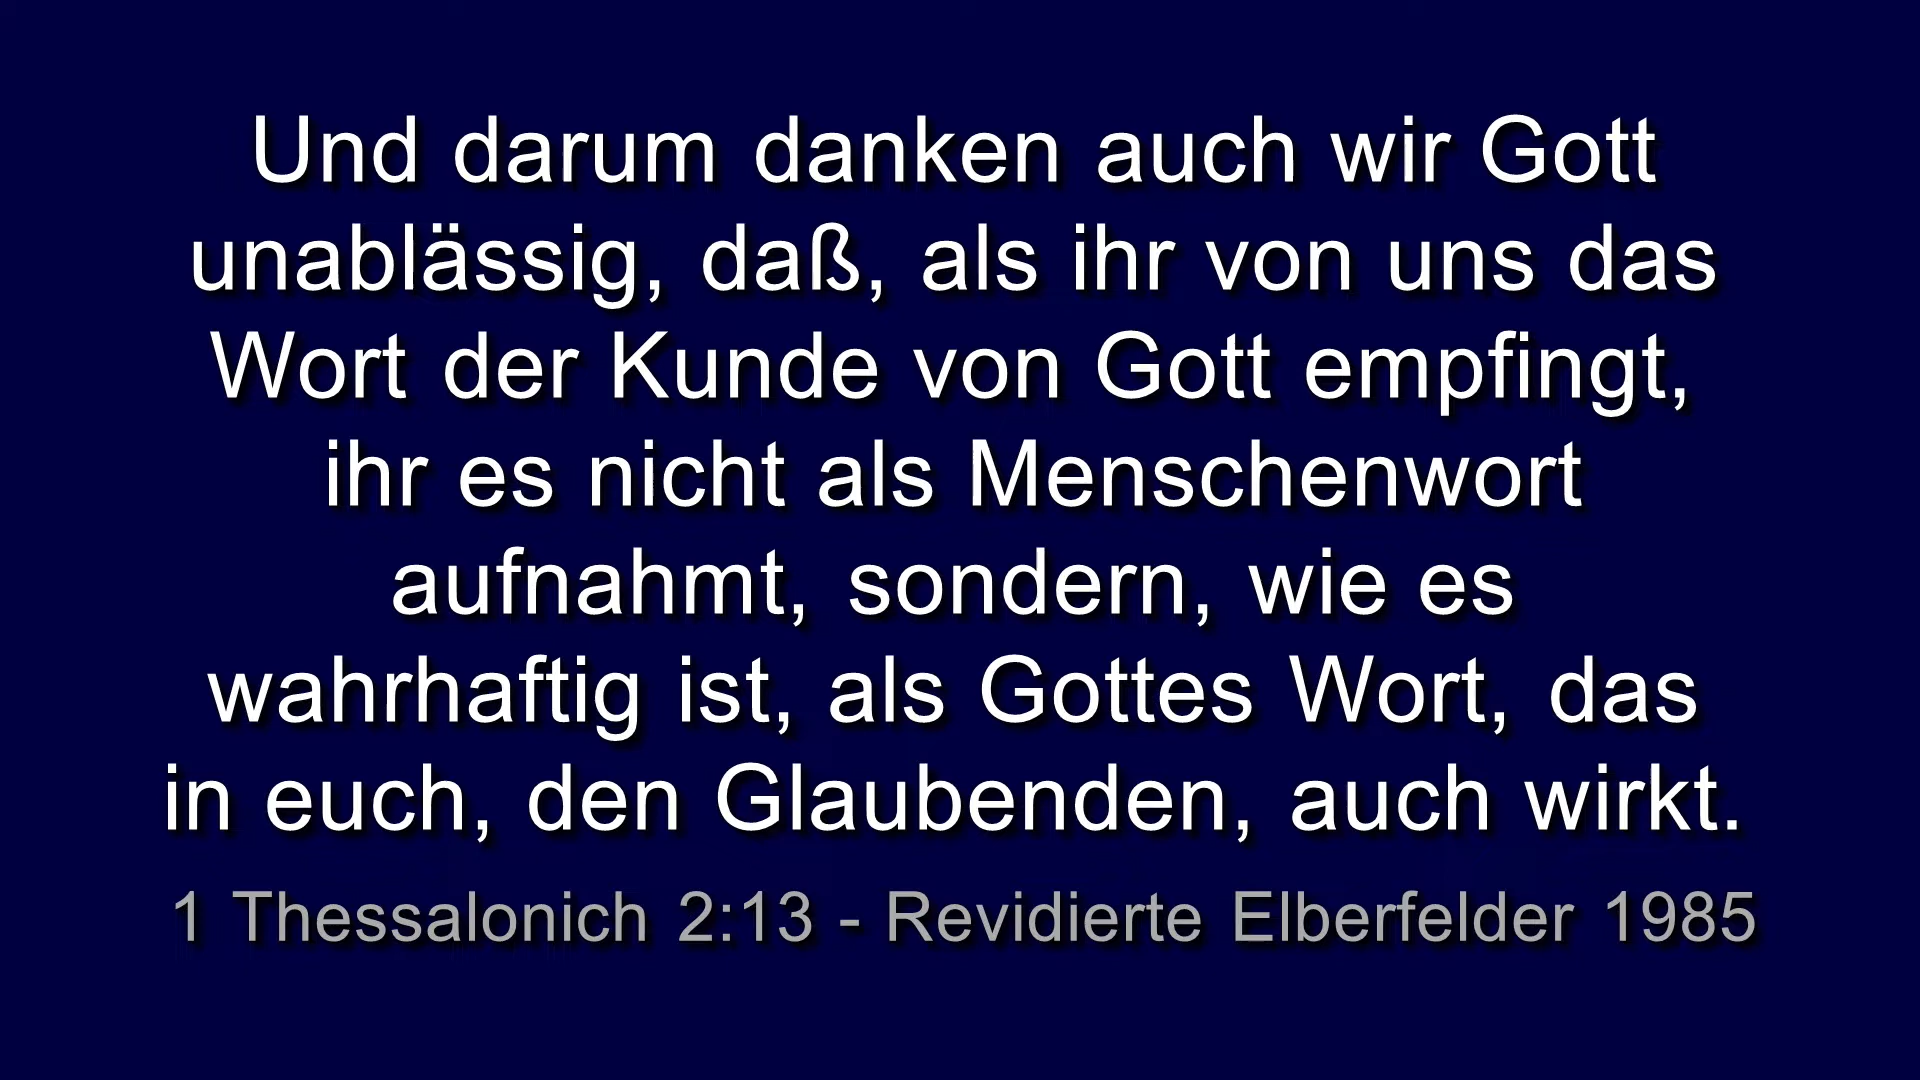 Und darum danken auch wir Gott
unablässig, daß, als ihr von uns das
Wort der Kunde von Gott empfingt,
ihr es nicht als Menschenwort
aufnahmt, sondern, wie es
wahrhaftig ist, als Gottes Wort, das
in euch, den Glaubenden, auch wirkt.
1 Thessalonich 2:13 - Revidierte Elberfelder 1985